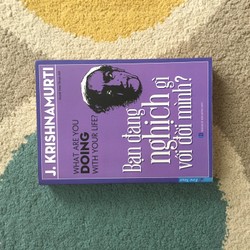 J. KRISHNAMURTI
WHAT ARE YOU
DOING
WITH YOUR LIFE?
Bạn đang
nghịch gì
với đời mình?